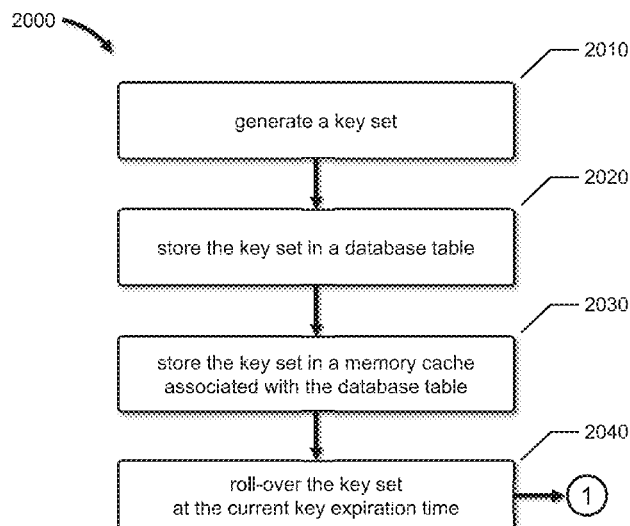 2000
2010
generate a key set
2020
store the key set in a database table
2030
store the key set in a memory cache
associated with the database table
2040
roll-over the key set
at the current key expiration time
1